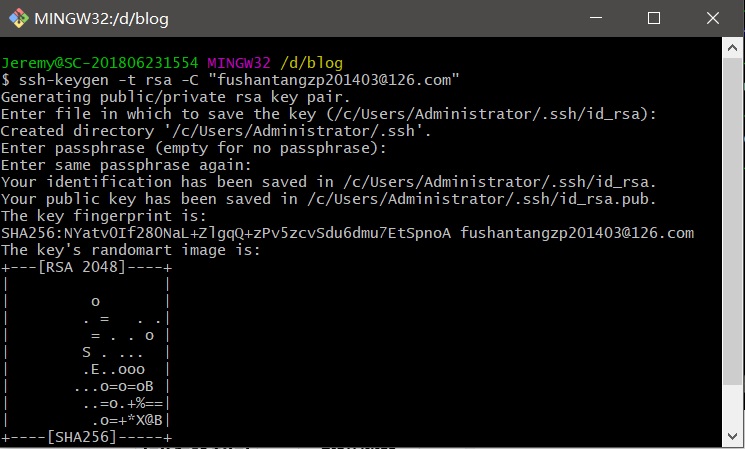 MINGW32:/d/blog
Jeremy@SC-201806231554 MINGW32 /d/blog
$ ssh-keygen -t rsa -C "fushantangzp201403@126.com"
Generating public/private rsa key pair.
Enter file in which to save the key (/c/Users/Administrator/.ssh/id_rsa):
Created directory '/c/Users/Administrator/.ssh'.
Enter passphrase (empty for no passphrase):
Enter same passphrase again:
Your identification has been saved in /c/Users/Administrator/.ssh/id_rsa.
Your public key has been saved in /c/Users/Administrator/.ssh/id_rsa.pub.
The key fingerprint is:
SHA256:NYatvOIf280NaL+ZlgqQ+zPv5zcvSdu6dmu7EtSpnoA fushantangzp201403@126.com
The key's randomart image is:
+---[RSA 2048]----+
|                 |
|         o       |
|        . =   . .|
|         = . . o |
|        S . ...  |
|        .E..ooo  |
|       ...o=o=oB |
|        ..=o.+%==|
|         .o=+*X@B|
+----[SHA256]-----+